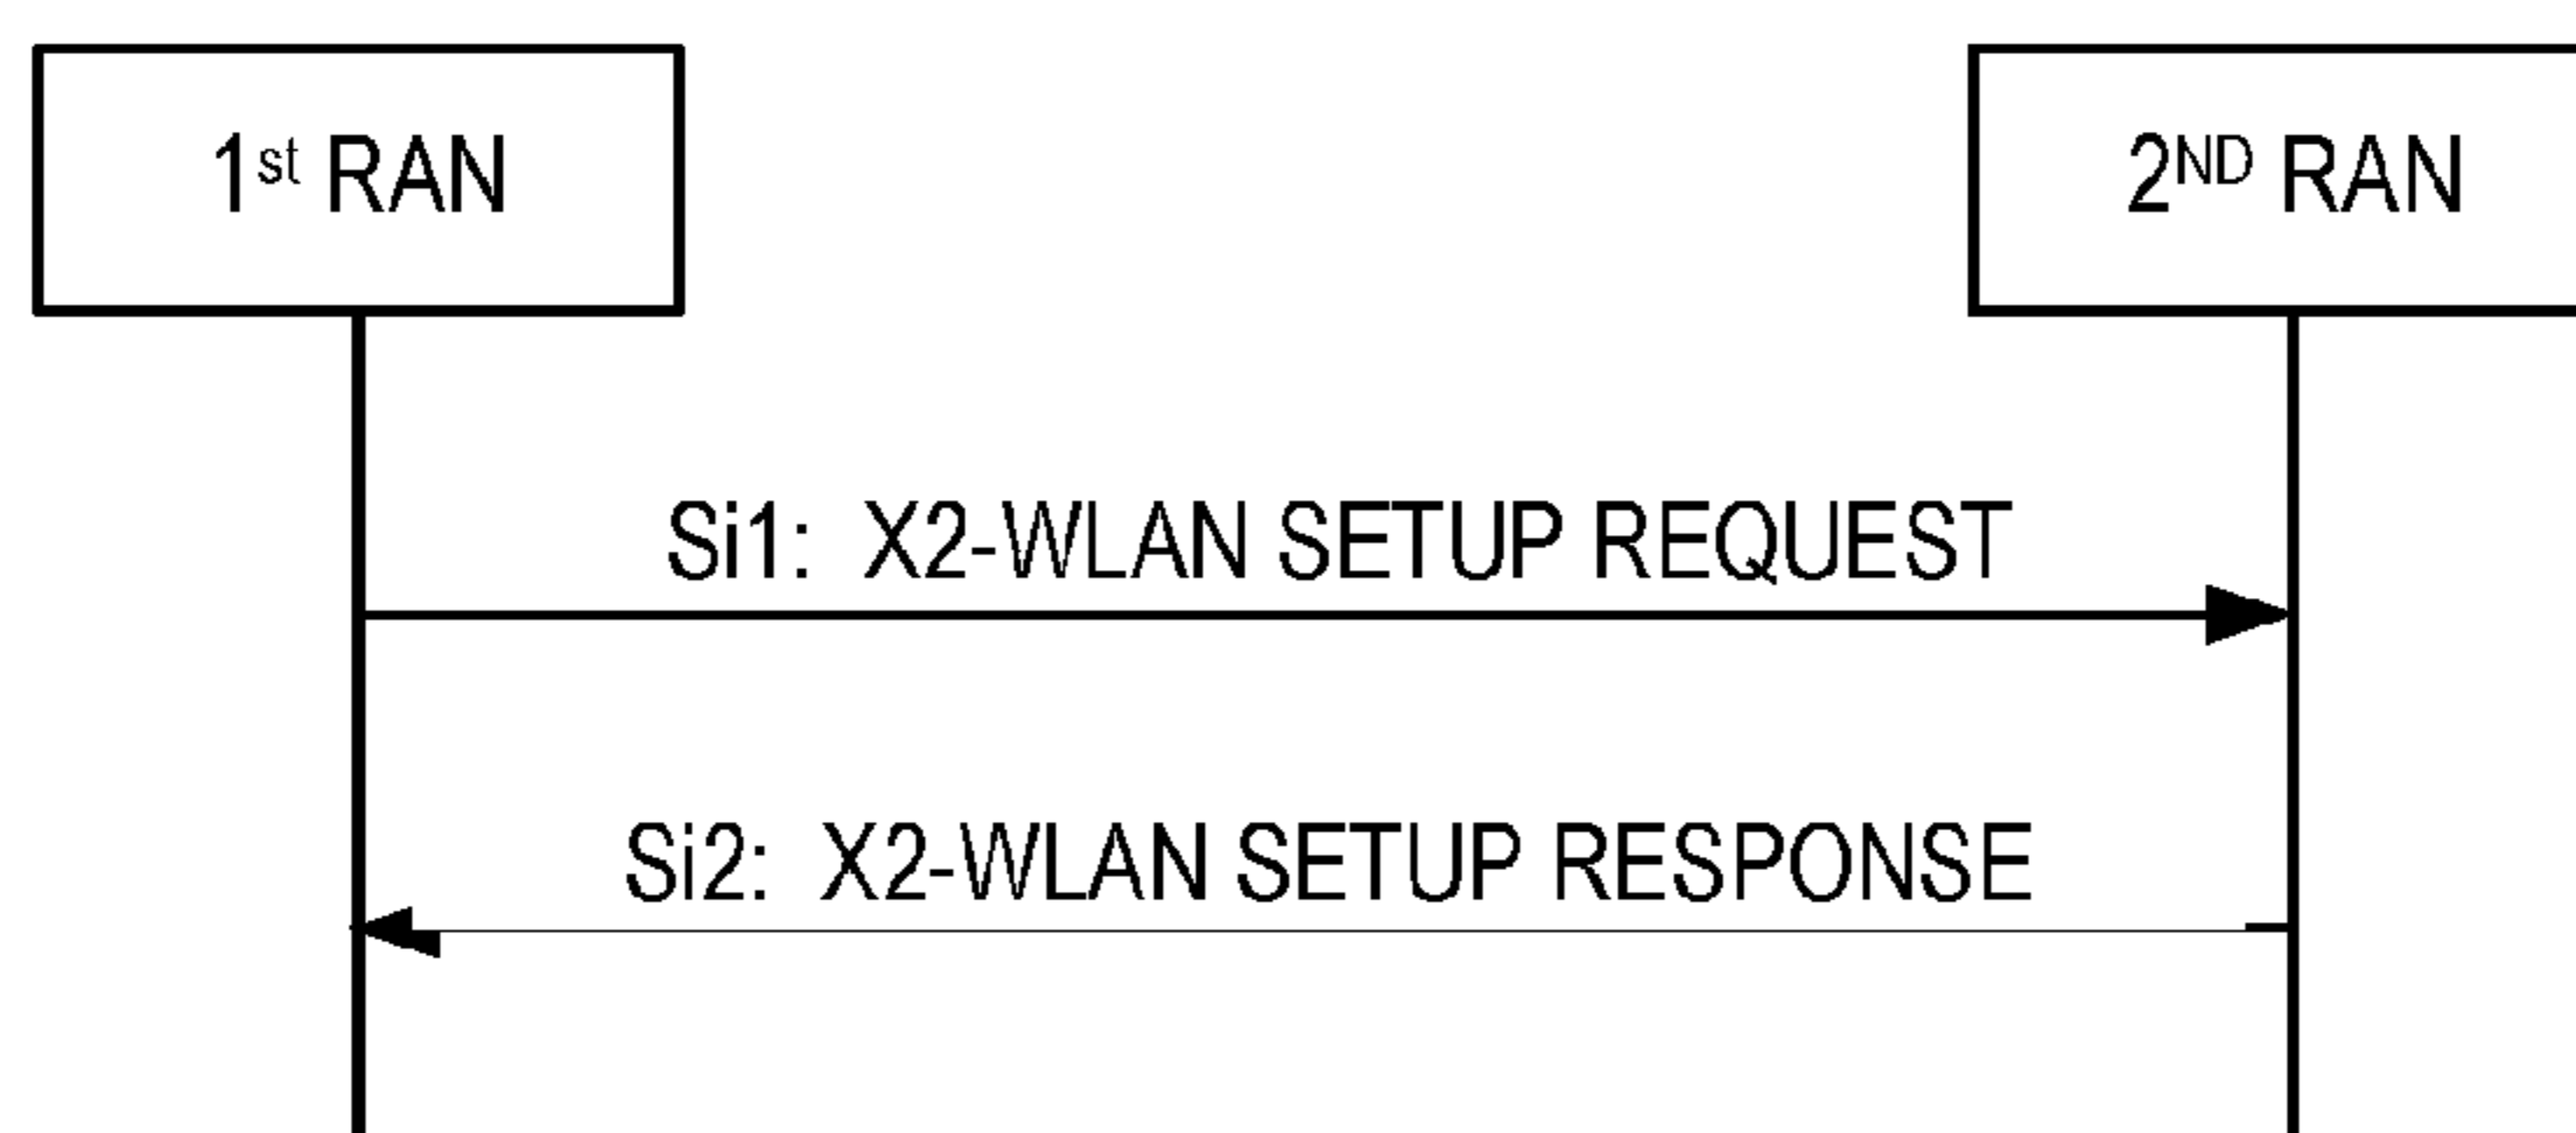 1st RAN
2ND RAN
Si1: X2-WLAN SETUP REQUEST
Si2: X2-WLAN SETUP RESPONSE